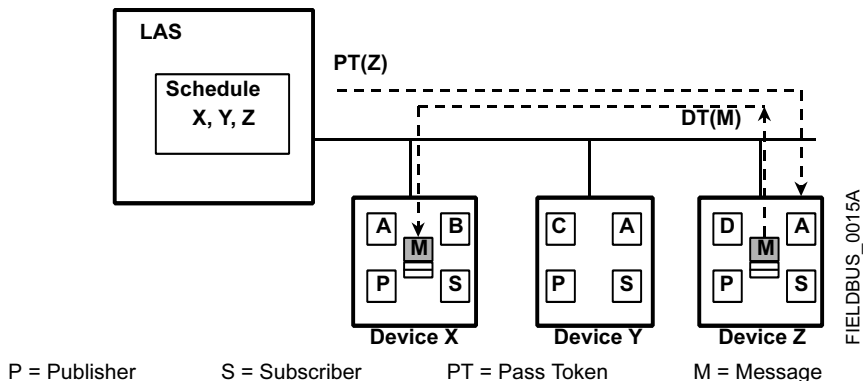 LAS
PT(Z)
Schedule
X, Y, Z
DT(M)
A B
M
P S
Device X
C A
P S
Device Y
D A
M
P S
Device Z
FIELDBUS_0015A
P = Publisher S = Subscriber PT = Pass Token M = Message